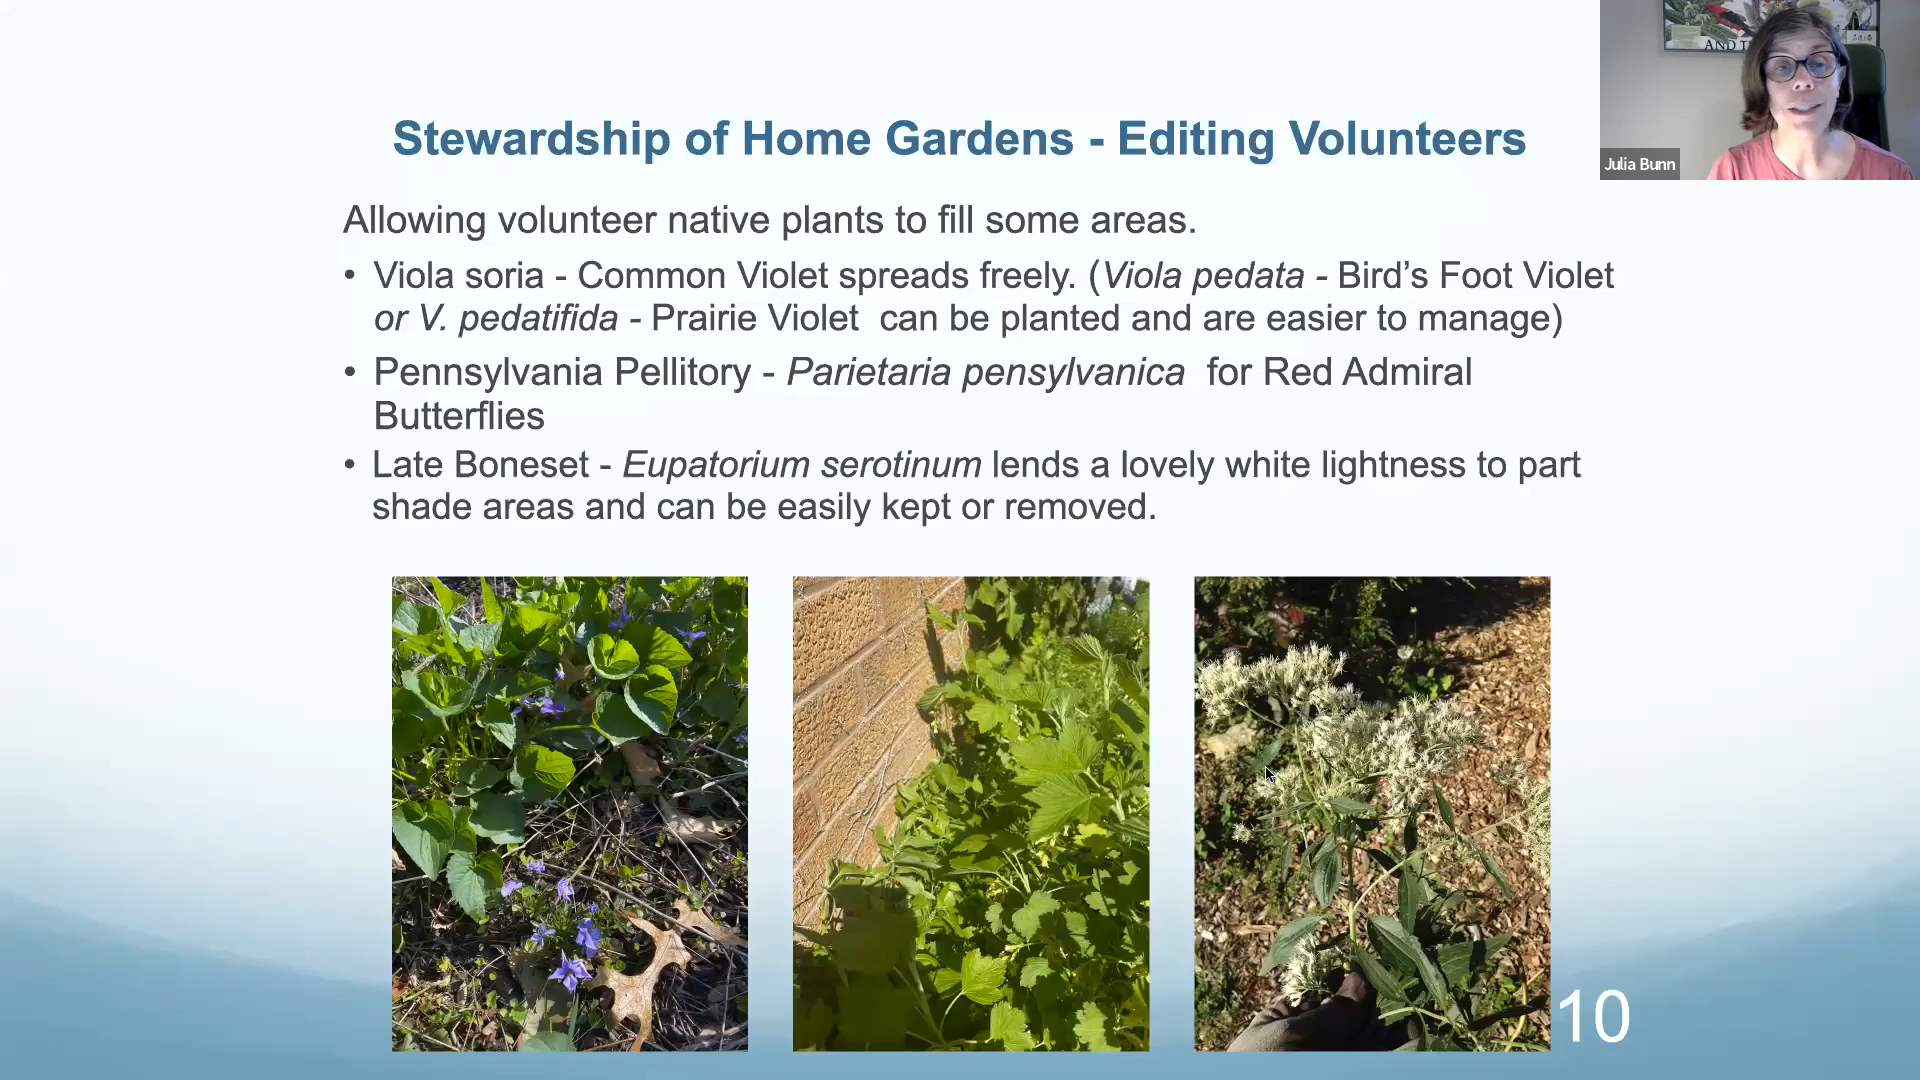 AND T
Julia Bunn
Stewardship of Home Gardens - Editing Volunteers
Allowing volunteer native plants to fill some areas.
• Viola soria - Common Violet spreads freely. (Viola pedata - Bird’s Foot Violet
or V. pedatifida - Prairie Violet can be planted and are easier to manage)
• Pennsylvania Pellitory - Parietaria pensylvanica for Red Admiral
Butterflies
• Late Boneset - Eupatorium serotinum lends a lovely white lightness to part
shade areas and can be easily kept or removed.
10